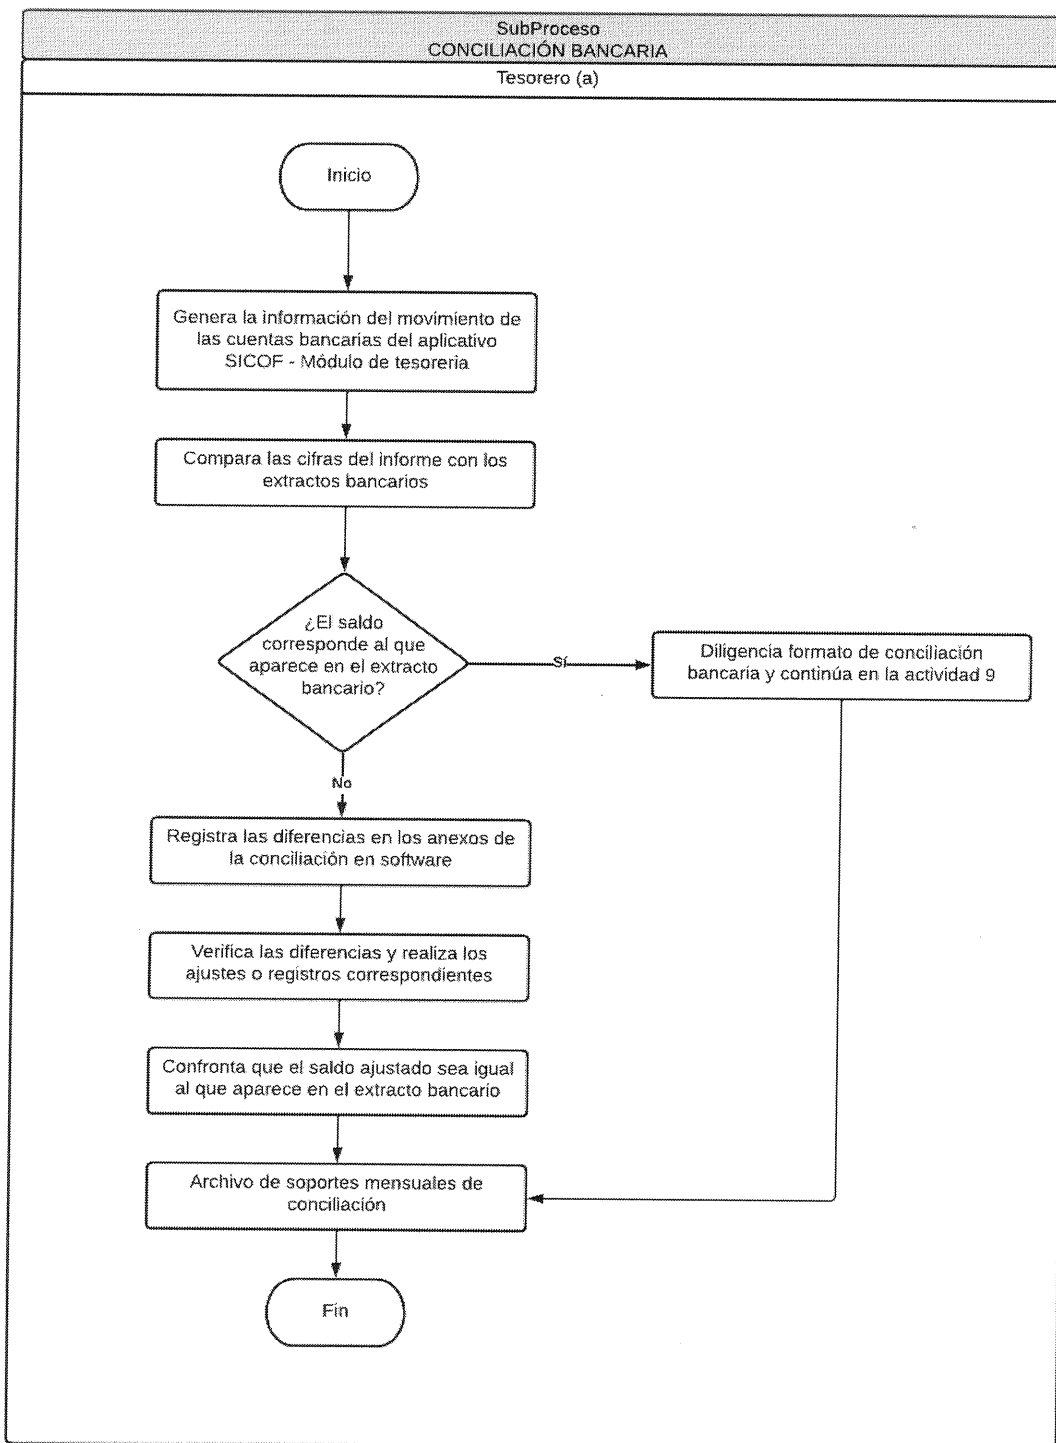 SubProceso
CONCILIACIÓN BANCARIA
Tesorero (a)
Inicio
Genera la información del movimiento de
las cuentas bancarias del aplicativo
SICOF - Módulo de tesoreria
Compara las cifras del informe con los
extractos bancarios
¿El saldo
corresponde al que
aparece en el extracto
bancario?
Sí
Diligencia formato de conciliación
bancaria y continúa en la actividad 9
No
Registra las diferencias en los anexos de
la conciliación en software
Verifica las diferencias y realiza los
ajustes o registros correspondientes
Confronta que el saldo ajustado sea igual
al que aparece en el extracto bancario
Archivo de soportes mensuales de
conciliación
Fin